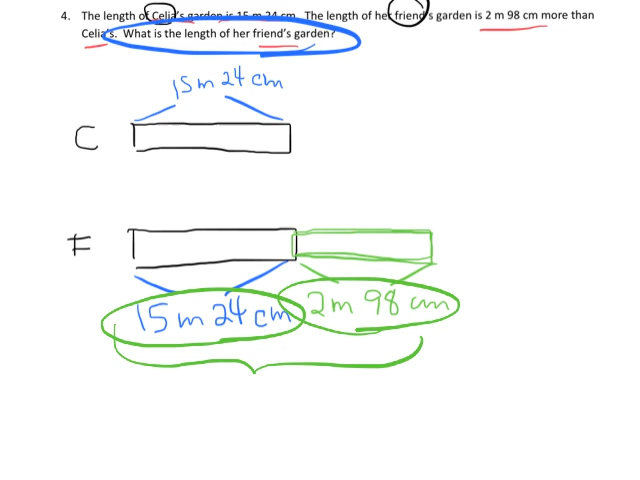 4. The length of Celia's garden is 15 m 24 cm. The length of her friend's garden is 2 m 98 cm more than
Celia's. What is the length of her friend's garden?
15m 24 cm
C
F
15 m 24 cm 2m 98 cm